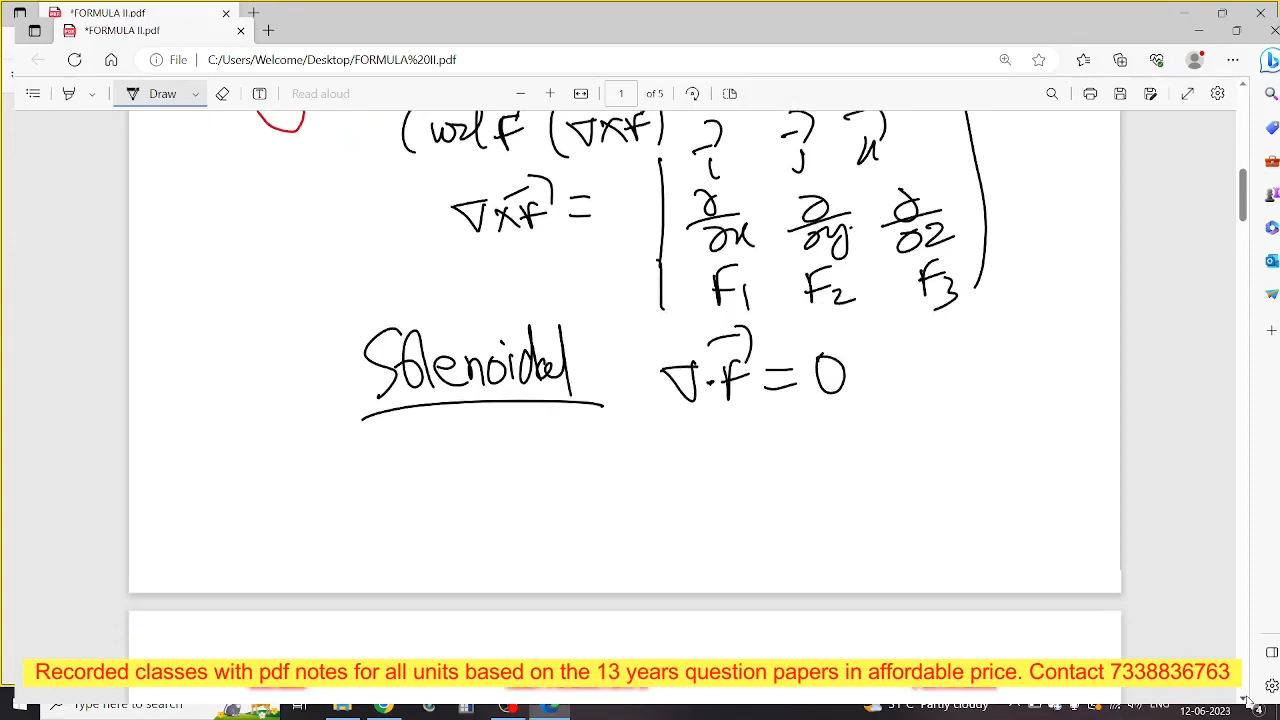 *FORMULA II.pdf
*FORMULA II.pdf
File C:/Users/Welcome/Desktop/FORMULA%20II.pdf
Draw Read aloud 1 of 5
Curl F (∇×F)
i j k
∇×F = ∂/∂x ∂/∂y ∂/∂z
F1 F2 F3
Solenoidal ∇·F = 0
Recorded classes with pdf notes for all units based on the 13 years question papers in affordable price. Contact 7338836763
Type here to search
12-06-2023